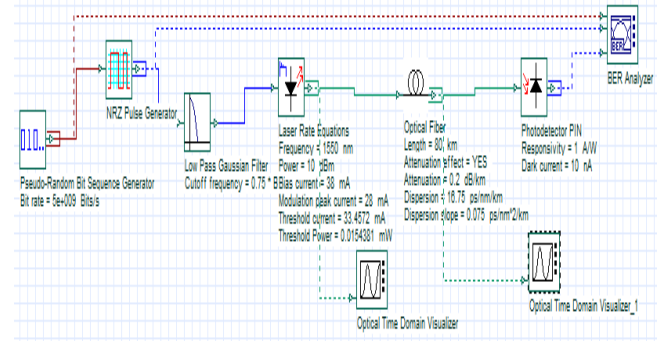 BER
BER Analyzer
NRZ Pulse Generator
Pseudo-Random Bit Sequence Generator
Bit rate = 5e+009 Bits/s
Low Pass Gaussian Filter
Cutoff frequency = 0.75 * B
Laser Rate Equations
Frequency = 1550 nm
Power = 10 dBm
Bias current = 38 mA
Modulation peak current = 28 mA
Threshold current = 33.4572 mA
Threshold Power = 0.0154381 mW
Optical Fiber
Length = 80 km
Attenuation effect = YES
Attenuation = 0.2 dB/km
Dispersion = 16.75 ps/nm/km
Dispersion slope = 0.075 ps/nm^2/km
Photodetector PIN
Responsivity = 1 A/W
Dark current = 10 nA
Optical Time Domain Visualizer
Optical Time Domain Visualizer_1